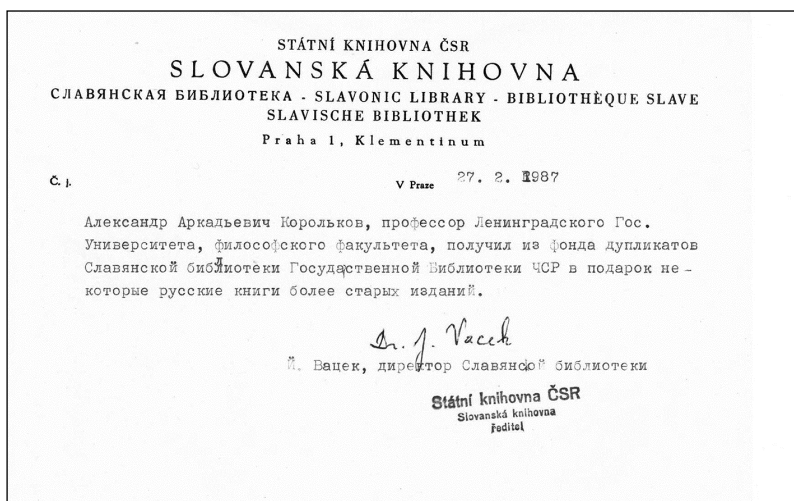 STÁTNÍ KNIHOVNA ČSR
SLOVANSKÁ KNIHOVNA
СЛАВЯНСКАЯ БИБЛИОТЕКА - SLAVONIC LIBRARY - BIBLIOTHÈQUE SLAVE
SLAVISCHE BIBLIOTHEK
Praha 1, Klementinum
Č. j.
V Praze 27. 2. 1987
Александр Аркадьевич Корольков, профессор Ленинградского Гос.
Университета, философского факультета, получил из фонда дупликатов
Славянской библиотеки Государственной Библиотеки ЧСР в подарок не-
которые русские книги более старых изданий.
Dr. J. Vacek
Й. Вацек, директор Славянской библиотеки
Státní knihovna ČSR
Slovanská knihovna
ředitel